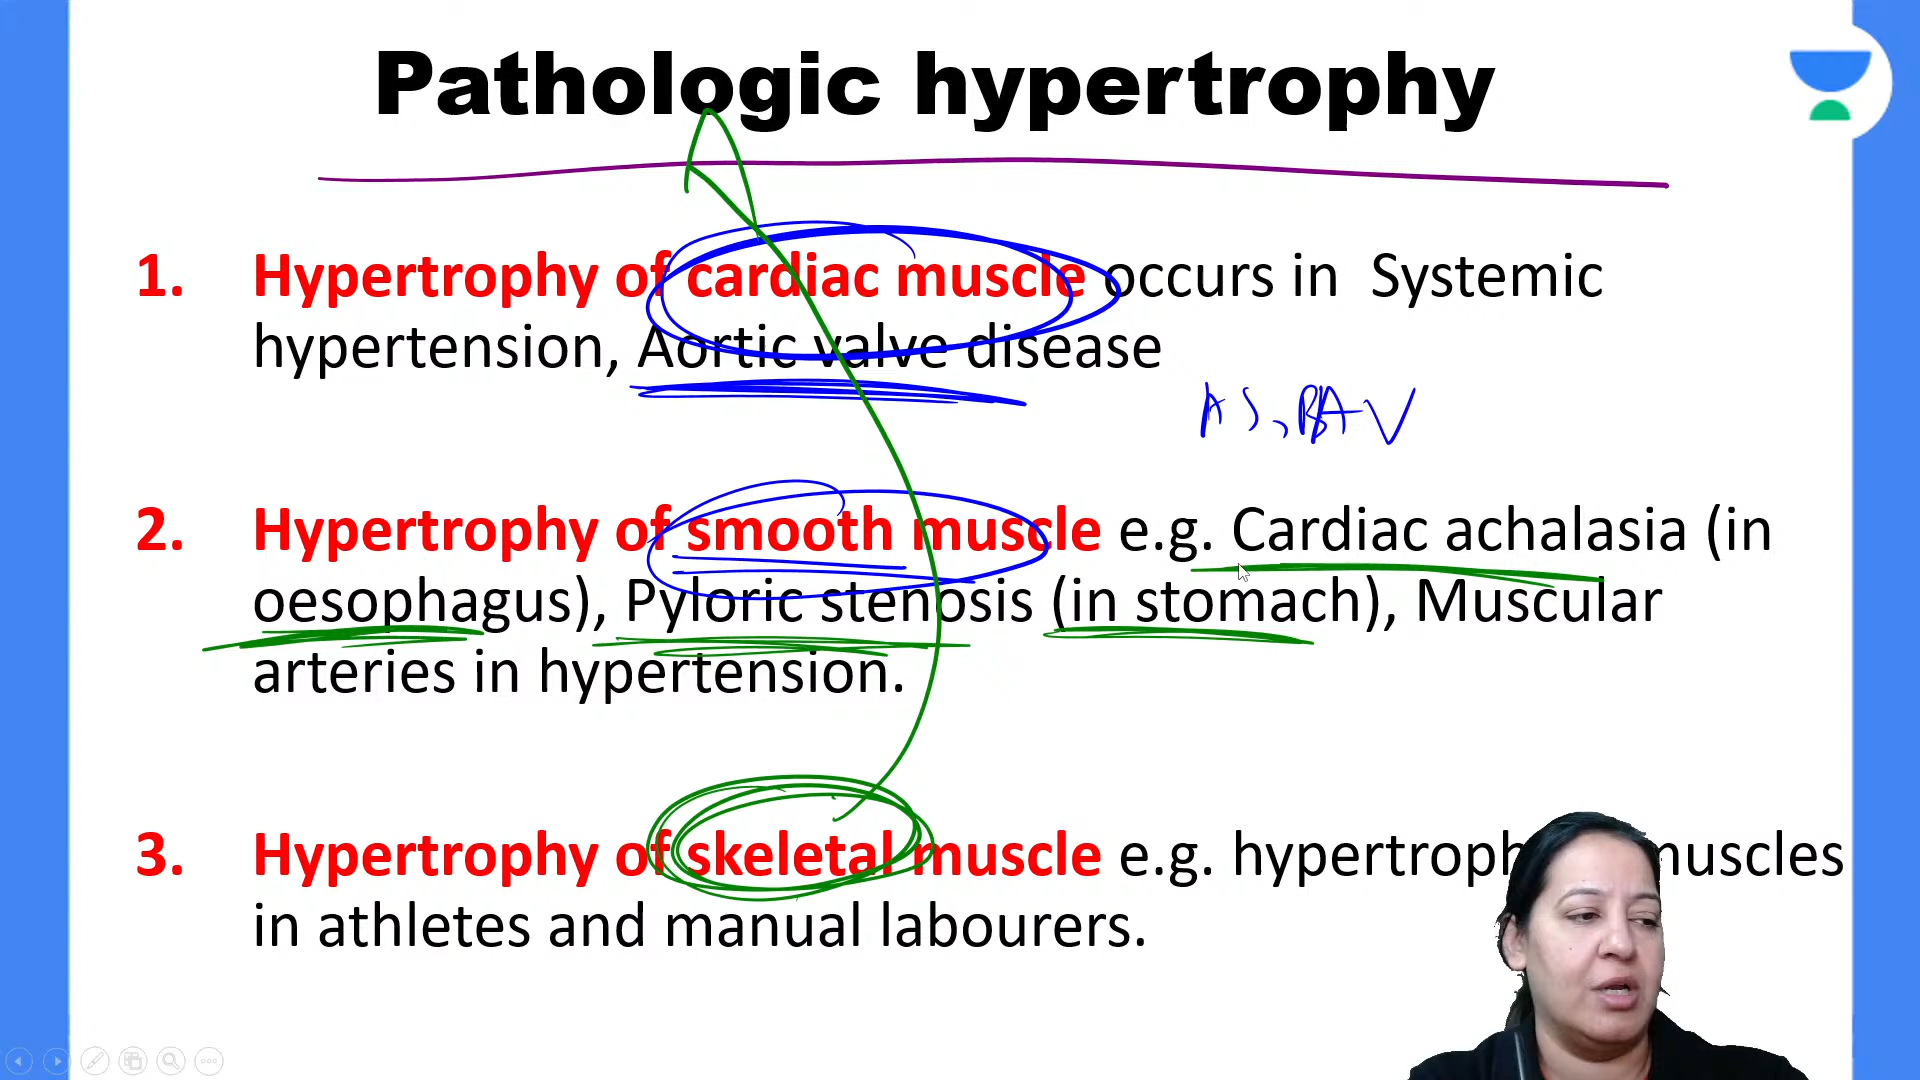 Pathologic hypertrophy
1. Hypertrophy of cardiac muscle occurs in Systemic
hypertension, Aortic valve disease
AS, BAV
2. Hypertrophy of smooth muscle e.g. Cardiac achalasia (in
oesophagus), Pyloric stenosis (in stomach), Muscular
arteries in hypertension.
3. Hypertrophy of skeletal muscle e.g. muscles
in athletes and manual labourers.